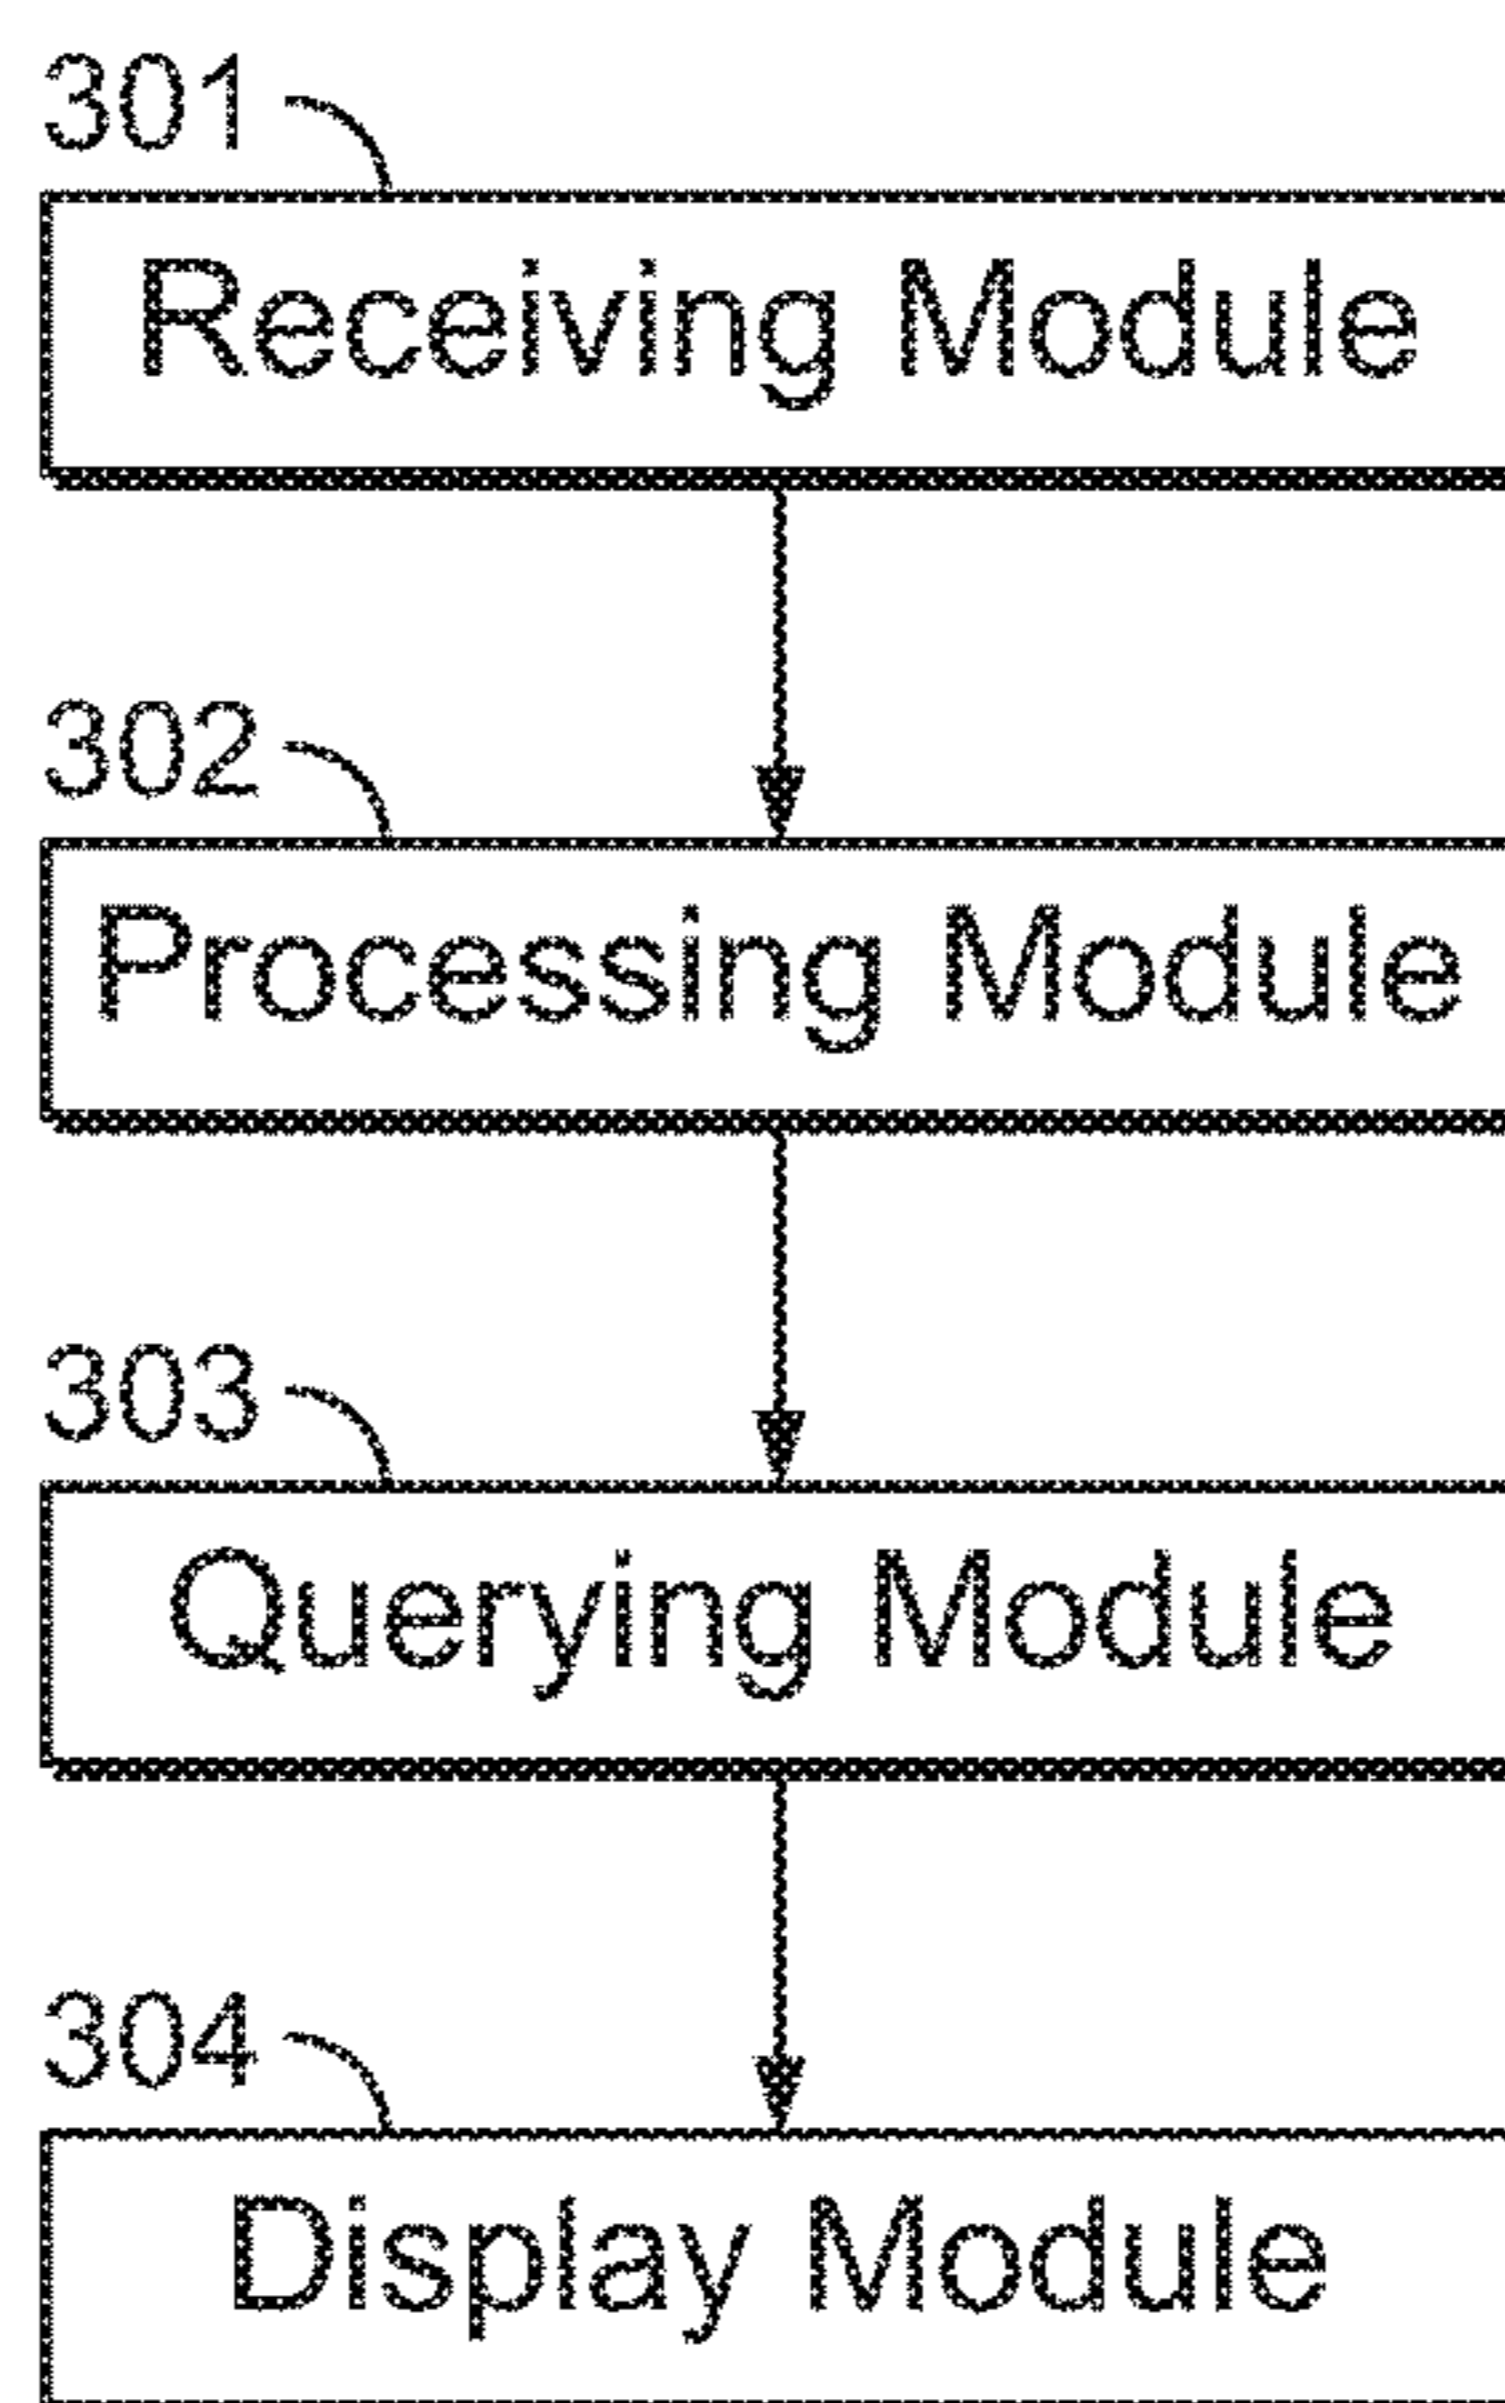 301
Receiving Module
302
Processing Module
303
Querying Module
304
Display Module